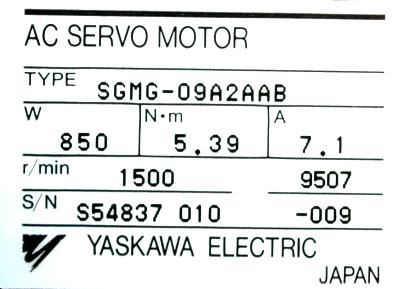 AC SERVO MOTOR
TYPE SGMG-09A2AAB
W N·m A
850 5.39 7.1
r/min 1500 9507
S/N S54837 010 -009
YASKAWA ELECTRIC
JAPAN